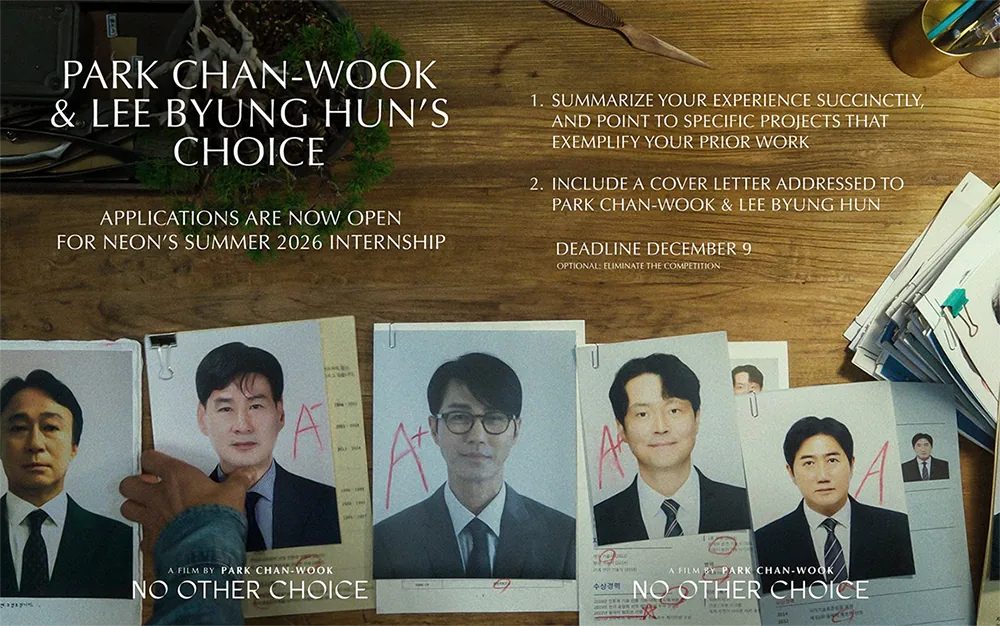 PARK CHAN-WOOK
& LEE BYUNG HUN'S
CHOICE
APPLICATIONS ARE NOW OPEN
FOR NEON'S SUMMER 2026 INTERNSHIP
1. SUMMARIZE YOUR EXPERIENCE SUCCINCTLY,
AND POINT TO SPECIFIC PROJECTS THAT
EXEMPLIFY YOUR PRIOR WORK
2. INCLUDE A COVER LETTER ADDRESSED TO
PARK CHAN-WOOK & LEE BYUNG HUN
DEADLINE DECEMBER 9
OPTIONAL: ELIMINATE THE COMPETITION
A-
A+
A+
A
수상경력
A FILM BY PARK CHAN-WOOK
NO OTHER CHOICE
A FILM BY PARK CHAN-WOOK
NO OTHER CHOICE